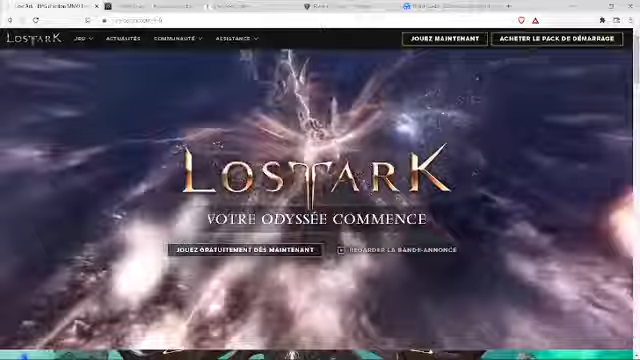 LOSTARK
JEU
ACTUALITÉS
COMMUNAUTÉ
ASSISTANCE
JOUEZ MAINTENANT
ACHETER LE PACK DE DÉMARRAGE
LOST ARK
VOTRE ODYSSÉE COMMENCE
JOUEZ GRATUITEMENT DÈS MAINTENANT
REGARDER LA BANDE-ANNONCE